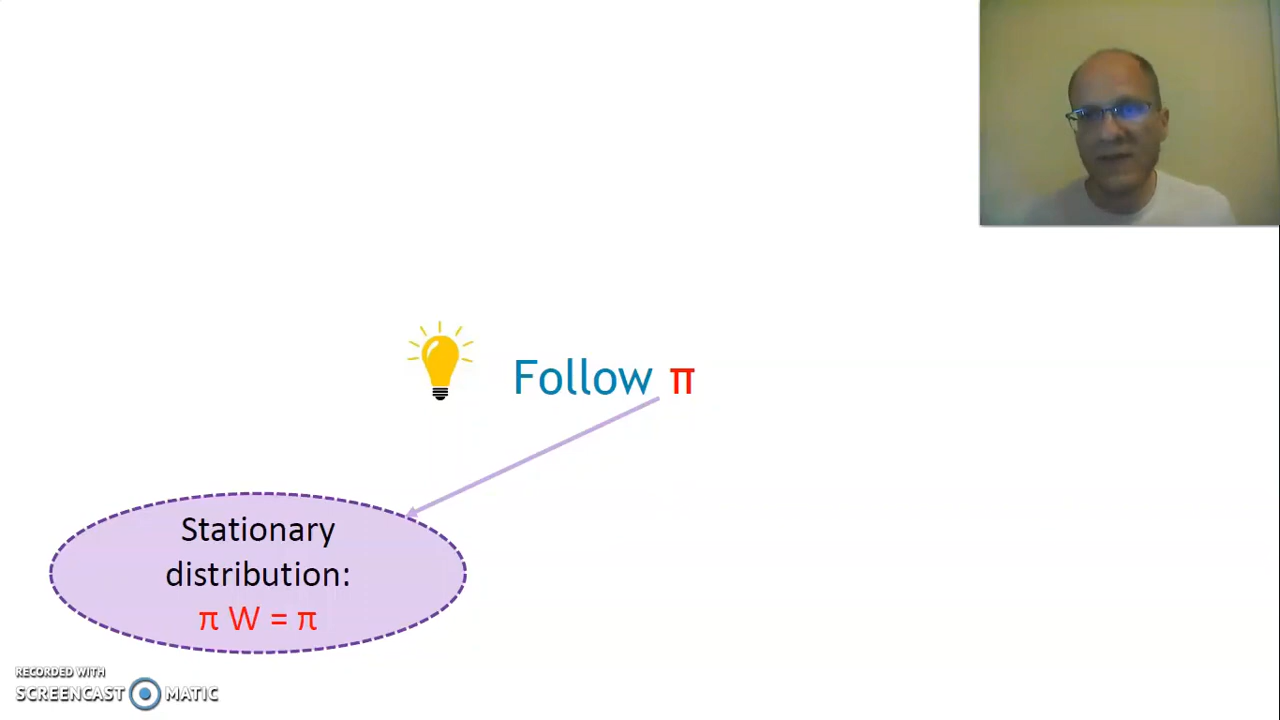 Follow π
Stationary
distribution:
π W = π
RECORDED WITH
SCREENCAST MATIC